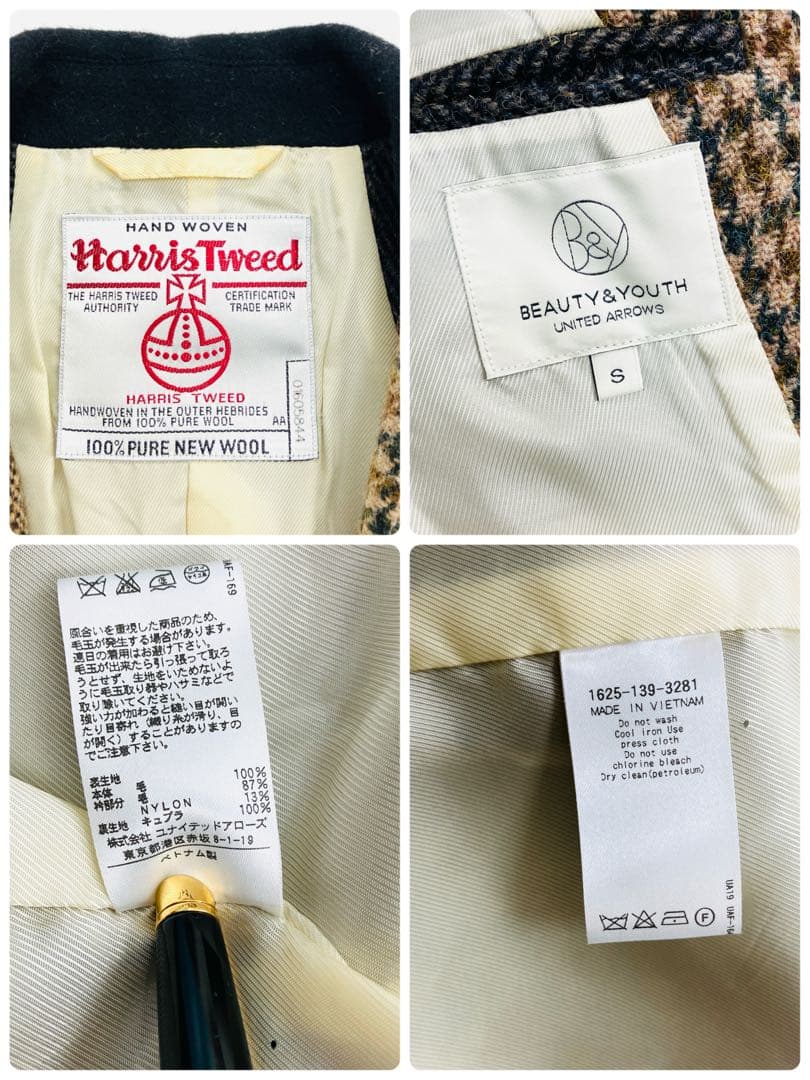 HAND WOVEN
Harris Tweed
THE HARRIS TWEED
AUTHORITY
CERTIFICATION
TRADE MARK
HARRIS TWEED
HANDWOVEN IN THE OUTER HEBRIDES
FROM 100% PURE WOOL
AA
01605844
100% PURE NEW WOOL
B&Y
BEAUTY&YOUTH
UNITED ARROWS
S
風合いを重視した商品のため、
毛玉が発生する場合があります。
連日の着用はお避け下さい。
毛玉が出来たら引っ張って取ろ
うとせず、生地をいためないよ
うに毛玉取り器やハサミなどで
取り除いてください。
強い力が加わると縫い目が開い
たり目寄れ(織り糸が滑り、目
が開く)することがありますの
でご注意下さい。
表生地
本体 毛 100%
衿部分 毛 87%
NYLON 13%
裏生地 キュプラ 100%
株式会社 ユナイテッドアローズ
東京都港区赤坂8-1-19
ベトナム製
1625-139-3281
MADE IN VIETNAM
Do not wash
Cool iron Use
press cloth
Do not use
chlorine bleach
Dry clean(petroleum)
F